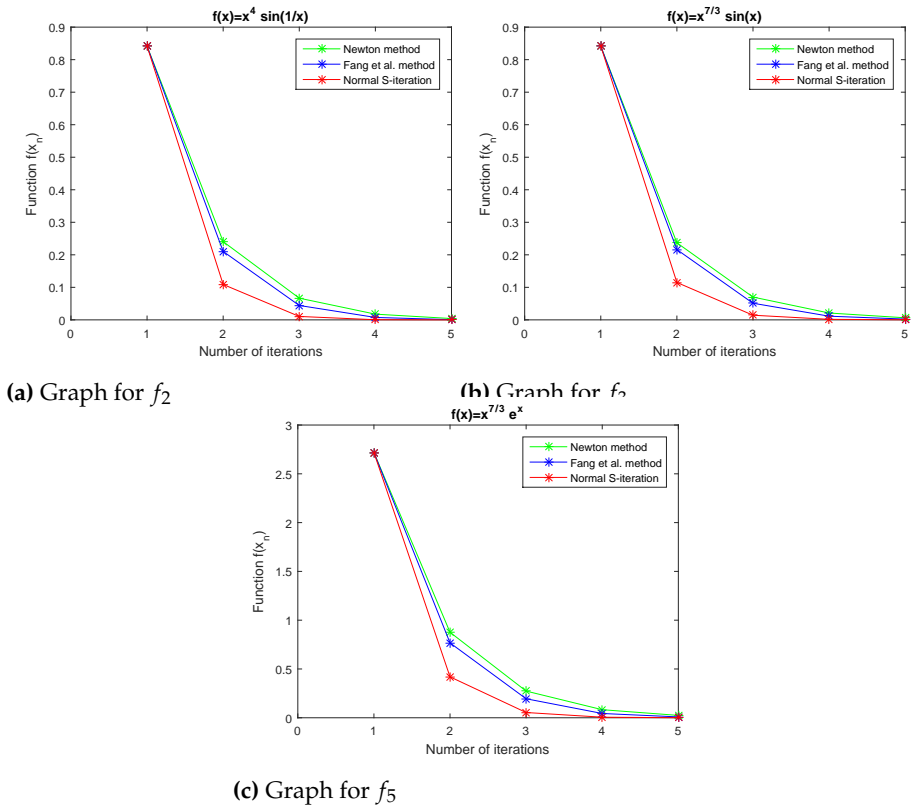 f(x)=x^4 sin(1/x)
Newton method
Fang et al. method
Normal S-iteration
Function f(x_n)
0.9
0.8
0.7
0.6
0.5
0.4
0.3
0.2
0.1
0
0 1 2 3 4 5
Number of iterations
(a) Graph for f_2
f(x)=x^{7/3} sin(x)
Newton method
Fang et al. method
Normal S-iteration
Function f(x_n)
0.9
0.8
0.7
0.6
0.5
0.4
0.3
0.2
0.1
0
0 1 2 3 4 5
Number of iterations
(b) Graph for
f(x)=x^{7/3} e^x
Newton method
Fang et al. method
Normal S-iteration
Function f(x_n)
3
2.5
2
1.5
1
0.5
0
0 1 2 3 4 5
Number of iterations
(c) Graph for f_5